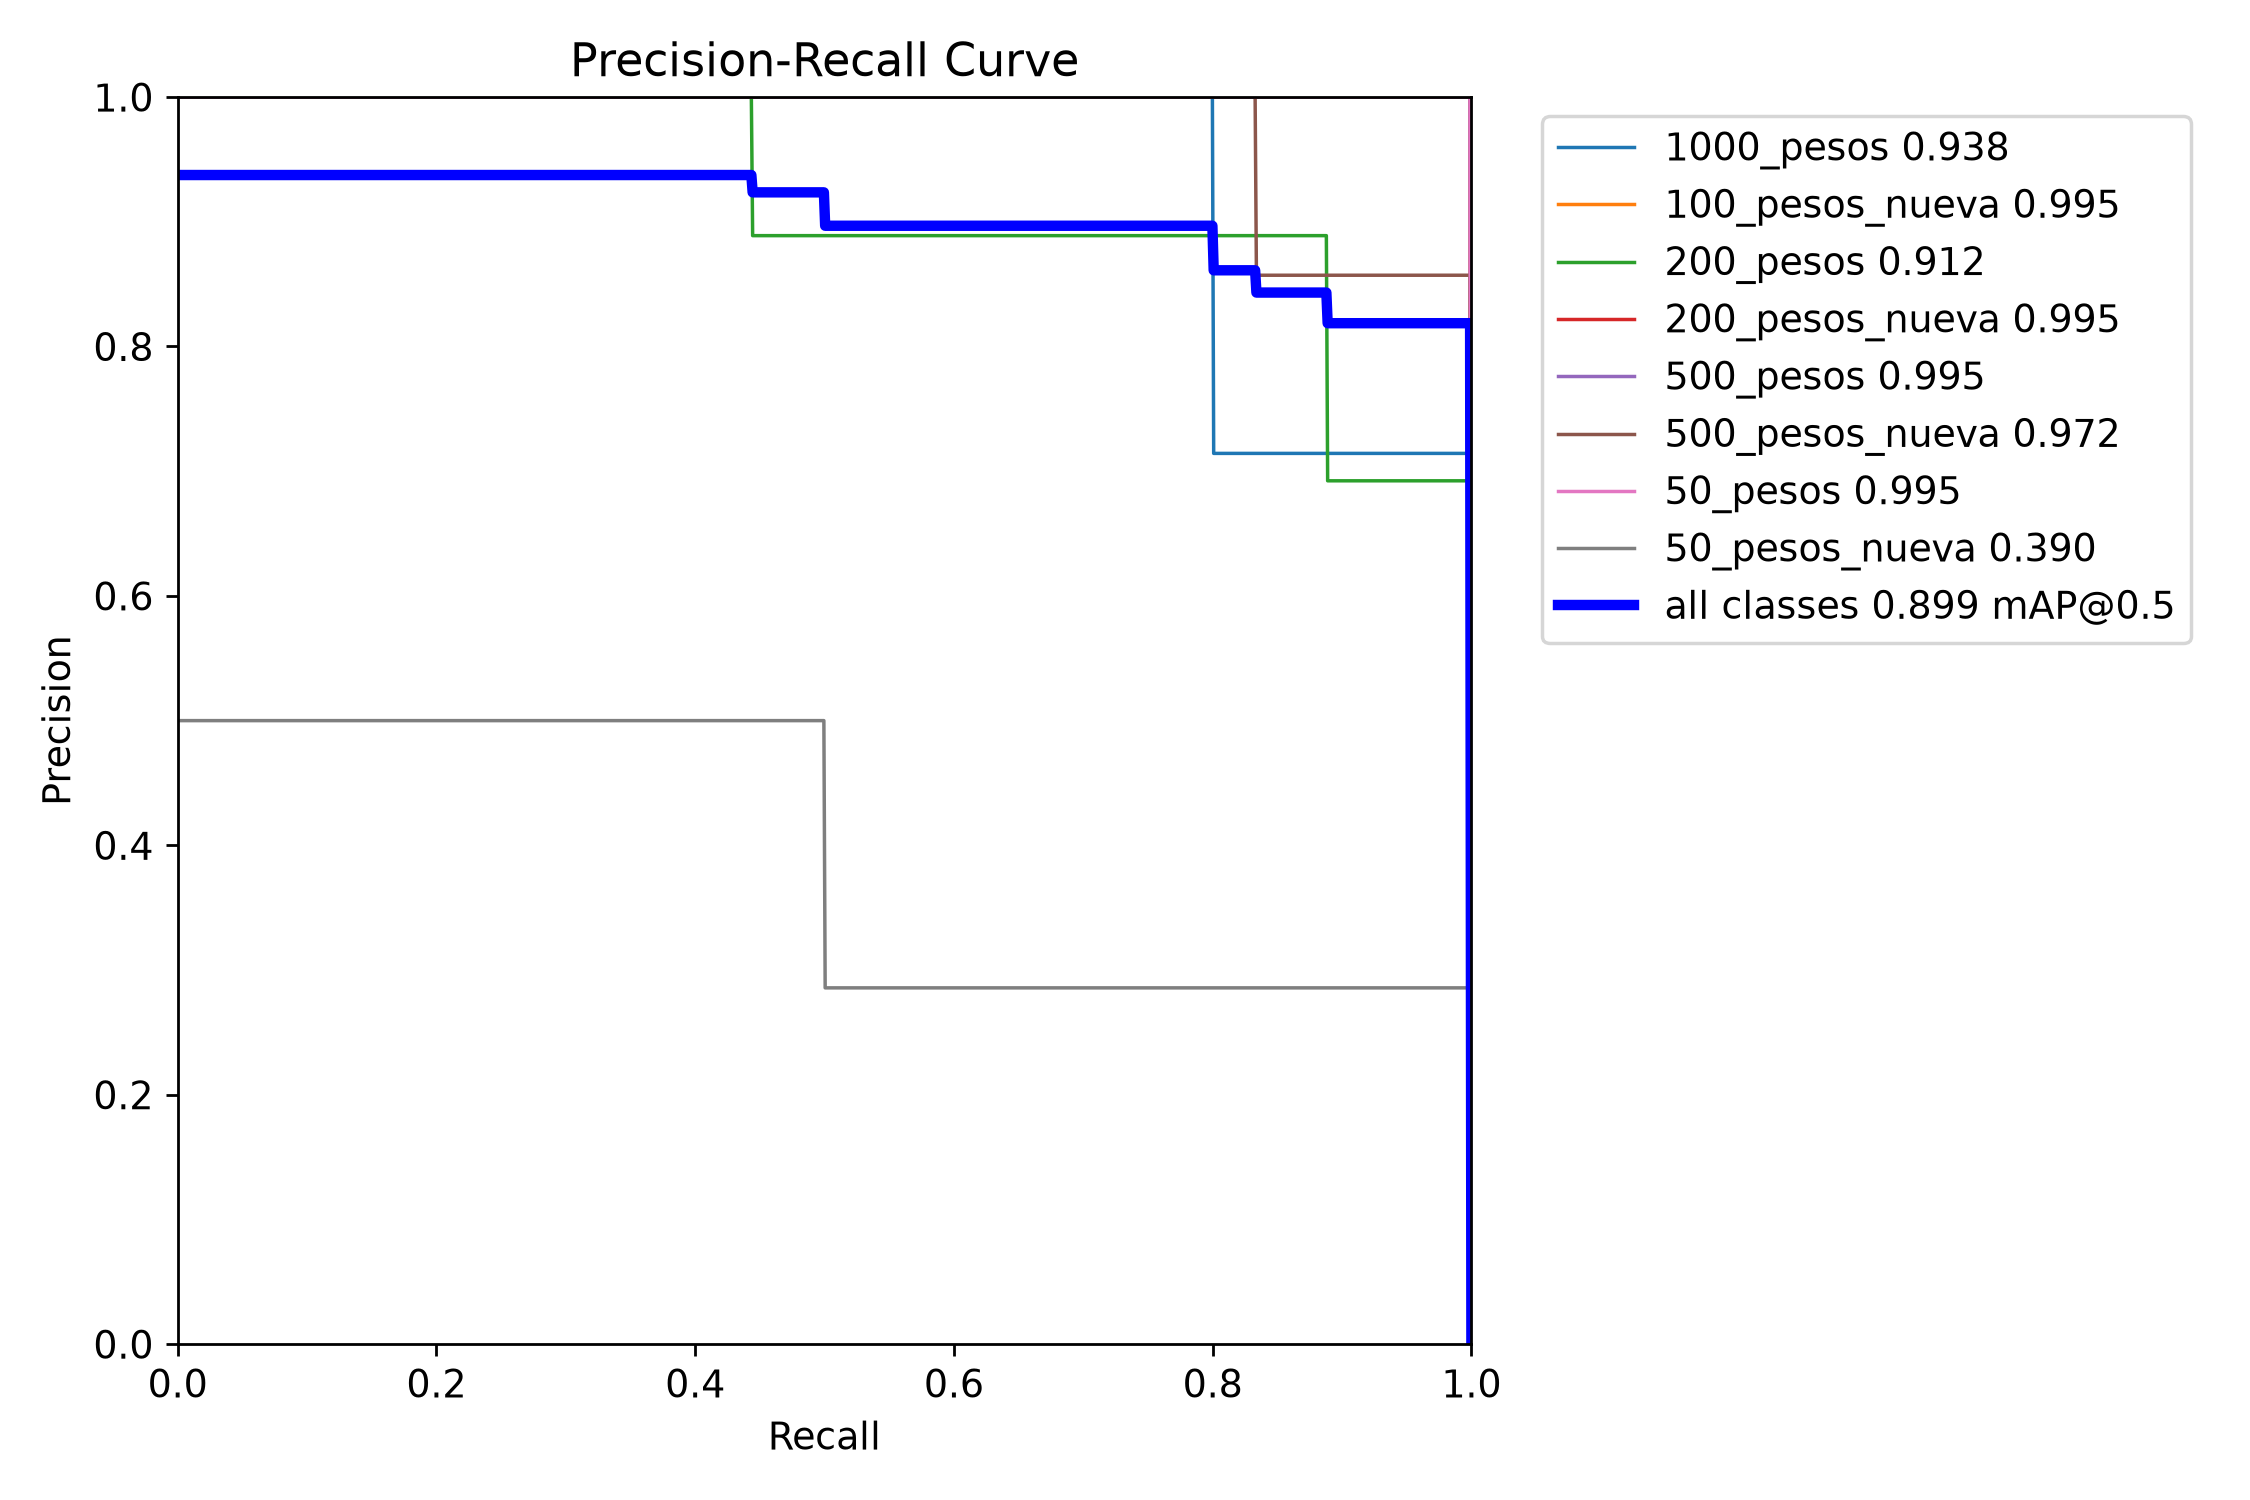 Precision-Recall Curve
1.0
0.8
0.6
0.4
0.2
0.0
Precision
0.0 0.2 0.4 0.6 0.8 1.0
Recall
1000_pesos 0.938
100_pesos_nueva 0.995
200_pesos 0.912
200_pesos_nueva 0.995
500_pesos 0.995
500_pesos_nueva 0.972
50_pesos 0.995
50_pesos_nueva 0.390
all classes 0.899 mAP@0.5